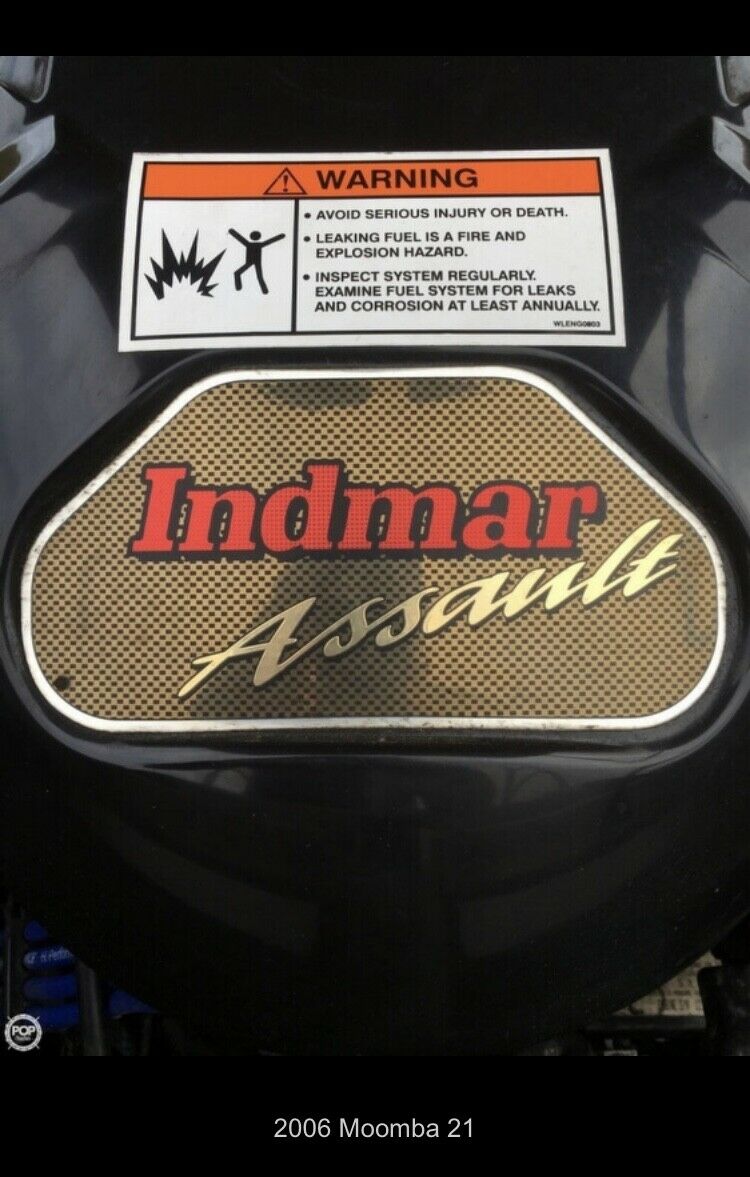 WARNING
• AVOID SERIOUS INJURY OR DEATH.
• LEAKING FUEL IS A FIRE AND
EXPLOSION HAZARD.
• INSPECT SYSTEM REGULARLY.
EXAMINE FUEL SYSTEM FOR LEAKS
AND CORROSION AT LEAST ANNUALLY.
WLENG0803
Indmar
Assault
POP
2006 Moomba 21